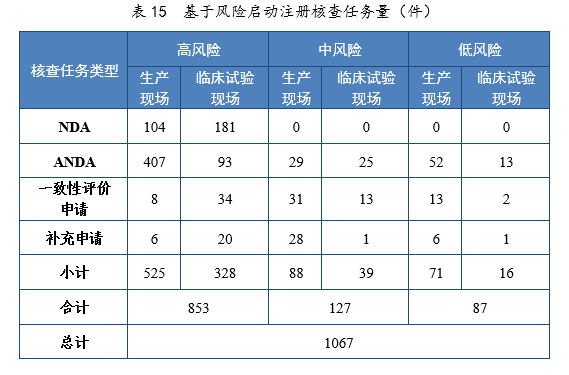 表 15 基于风险启动注册核查任务量（件）
核查任务类型 高风险 中风险 低风险
生产现场 临床试验现场 生产现场 临床试验现场 生产现场 临床试验现场
NDA 104 181 0 0 0 0
ANDA 407 93 29 25 52 13
一致性评价申请 8 34 31 13 13 2
补充申请 6 20 28 1 6 1
小计 525 328 88 39 71 16
合计 853 127 87
总计 1067